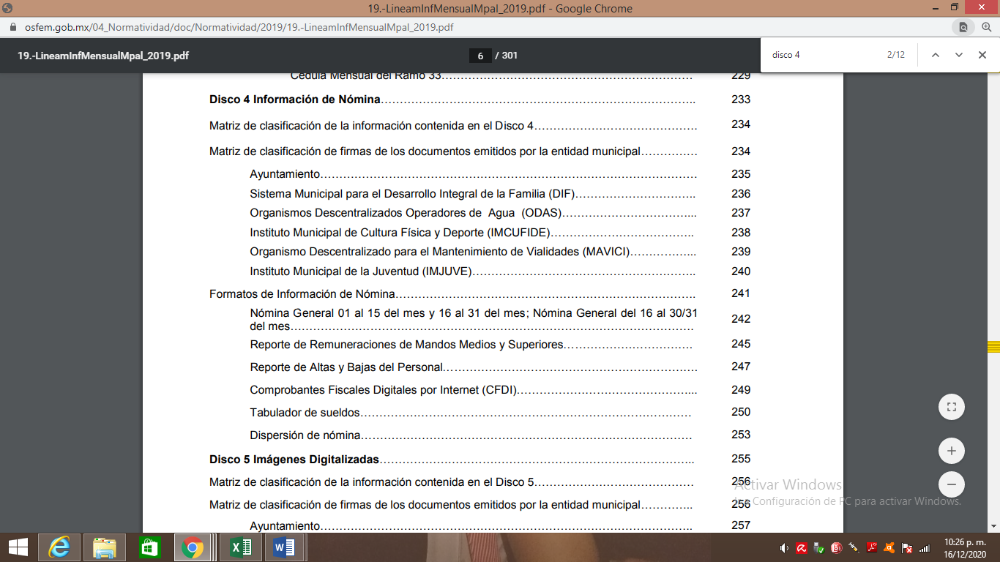 19.-LineamInfMensualMpal_2019.pdf - Google Chrome
osfem.gob.mx/04_Normatividad/doc/Normatividad/2019/19.-LineamInfMensualMpal_2019.pdf
19.-LineamInfMensualMpal_2019.pdf 6 / 301
disco 4 2/12
Cédula Mensual del Ramo 33………………………………………………………… 229
Disco 4 Información de Nómina……………………………………………………………………….. 233
Matriz de clasificación de la información contenida en el Disco 4……………………………………. 234
Matriz de clasificación de firmas de los documentos emitidos por la entidad municipal…………… 234
Ayuntamiento……………………………………………………………………………………… 235
Sistema Municipal para el Desarrollo Integral de la Familia (DIF)………………………….. 236
Organismos Descentralizados Operadores de Agua (ODAS)……………………………... 237
Instituto Municipal de Cultura Física y Deporte (IMCUFIDE)……………………………….. 238
Organismo Descentralizado para el Mantenimiento de Vialidades (MAVICI)……………... 239
Instituto Municipal de la Juventud (IMJUVE)………………………………………………….. 240
Formatos de Información de Nómina……………………………………………………………………. 241
Nómina General 01 al 15 del mes y 16 al 31 del mes; Nómina General del 16 al 30/31
del mes……………………………………………………………………………………………. 242
Reporte de Remuneraciones de Mandos Medios y Superiores…………………………… 245
Reporte de Altas y Bajas del Personal…………………………………………………………. 247
Comprobantes Fiscales Digitales por Internet (CFDI)………………………………………... 249
Tabulador de sueldos…………………………………………………………………………… 250
Dispersión de nómina…………………………………………………………………………… 253
Disco 5 Imágenes Digitalizadas……………………………………………………………………….. 255
Matriz de clasificación de la información contenida en el Disco 5…………………………………… 256
Matriz de clasificación de firmas de los documentos emitidos por la entidad municipal………….. 256
Ayuntamiento…………………………………………………………………………………….. 257
Activar Windows
Ir a Configuración de PC para activar Windows.
10:26 p. m.
16/12/2020